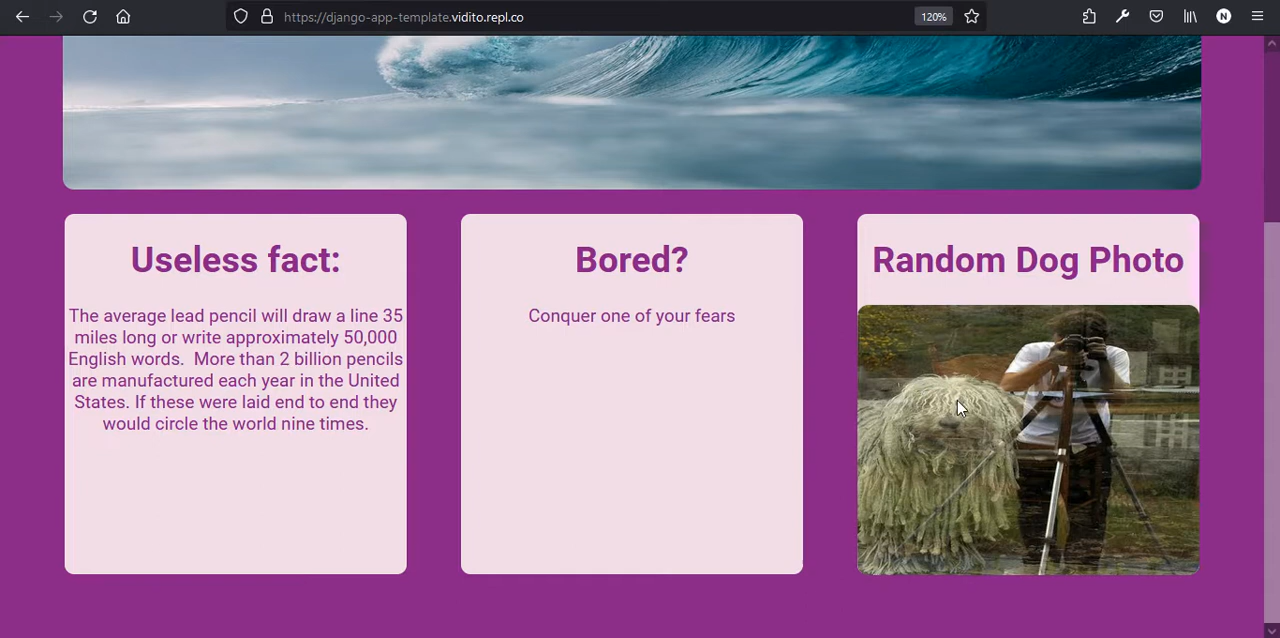 https://django-app-template.vidito.repl.co
120%
N
Useless fact:
The average lead pencil will draw a line 35
miles long or write approximately 50,000
English words.  More than 2 billion pencils
are manufactured each year in the United
States. If these were laid end to end they
would circle the world nine times.
Bored?
Conquer one of your fears
Random Dog Photo